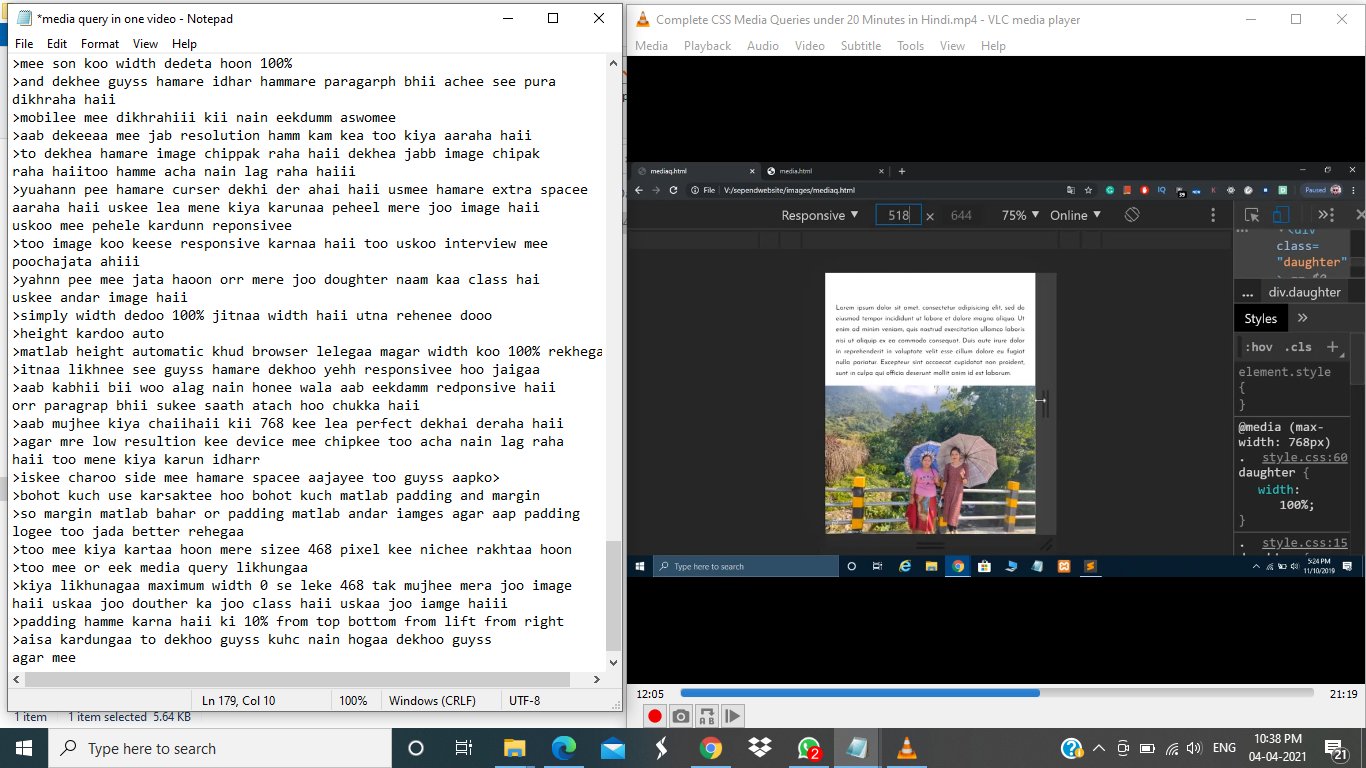 *media query in one video - Notepad
File Edit Format View Help
>mee son koo width dedeta hoon 100%
>and dekhee guyss hamare idhar hammare paragarph bhii achee see pura
dikhraha haii
>mobilee mee dikhrahiii kii nain eekdumm aswomee
>aab dekeeaa mee jab resolution hamm kam kea too kiya aaraha haii
>to dekhea hamare image chippak raha haii dekhea jabb image chipak
raha haiitoo hamme acha nain lag raha haiii
>yuahann pee hamare curser dekhi der ahai haii usmee hamare extra spacee
aaraha haii uskee lea mene kiya karunaa peheel mere joo image haii
uskoo mee pehele kardunn reponsivee
>too image koo keese responsive karnaa haii too uskoo interview mee
poochajata ahiii
>yahnn pee mee jata haoon orr mere joo doughter naam kaa class hai
uskee andar image haii
>simply width dedoo 100% jitnaa width haii utna rehenee dooo
>height kardoo auto
>matlab height automatic khud browser lelegaa magar width koo 100% rekhega
>itnaa likhnee see guyss hamare dekhoo yehh responsivee hoo jaigaa
>aab kabhii bii woo alag nain honee wala aab eekdamm redponsive haii
orr paragrap bhii sukee saath atach hoo chukka haii
>aab mujhee kiya chaiihaii kii 768 kee lea perfect dekhai deraha haii
>agar mre low resultion kee device mee chipkee too acha nain lag raha
haii too mene kiya karun idharr
>iskee charoo side mee hamare spacee aajayee too guyss aapko>
>bohot kuch use karsaktee hoo bohot kuch matlab padding and margin
>so margin matlab bahar or padding matlab andar iamges agar aap padding
logee too jada better rehegaa
>too mee kiya kartaa hoon mere sizee 468 pixel kee nichee rakhtaa hoon
>too mee or eek media query likhungaa
>kiya likhunagaa maximum width 0 se leke 468 tak mujhee mera joo image
haii uskaa joo douther ka joo class haii uskaa joo iamge haiii
>padding hamme karna haii ki 10% from top bottom from lift from right
>aisa kardungaa to dekhoo guyss kuhc nain hogaa dekhoo guyss
agar mee
Ln 179, Col 10 100% Windows (CRLF) UTF-8
1 item 1 item selected 5.64 KB
Complete CSS Media Queries under 20 Minutes in Hindi.mp4 - VLC media player
Media Playback Audio Video Subtitle Tools View Help
mediaq.html × media.html × +
File V:/sependwebsite/images/mediaq.html Paused
Responsive 518 × 644 75% Online
Lorem ipsum dolor sit amet, consectetur adipisicing elit, sed do
eiusmod tempor incididunt ut labore et dolore magna aliqua. Ut
enim ad minim veniam, quis nostrud exercitation ullamco laboris
nisi ut aliquip ex ea commodo consequat. Duis aute irure dolor
in reprehenderit in voluptate velit esse cillum dolore eu fugiat
nulla pariatur. Excepteur sint occaecat cupidatat non proident,
sunt in culpa qui officia deserunt mollit anim id est laborum.
<div
class=
"daughter"
... div.daughter
Styles »
:hov .cls +
element.style
{
}
@media (max-
width: 768px)
. style.css:60
daughter {
width:
100%;
}
. style.css:15
Type here to search
5:24 PM
11/10/2019
12:05 21:19
Type here to search
2
ENG
10:38 PM
04-04-2021
21